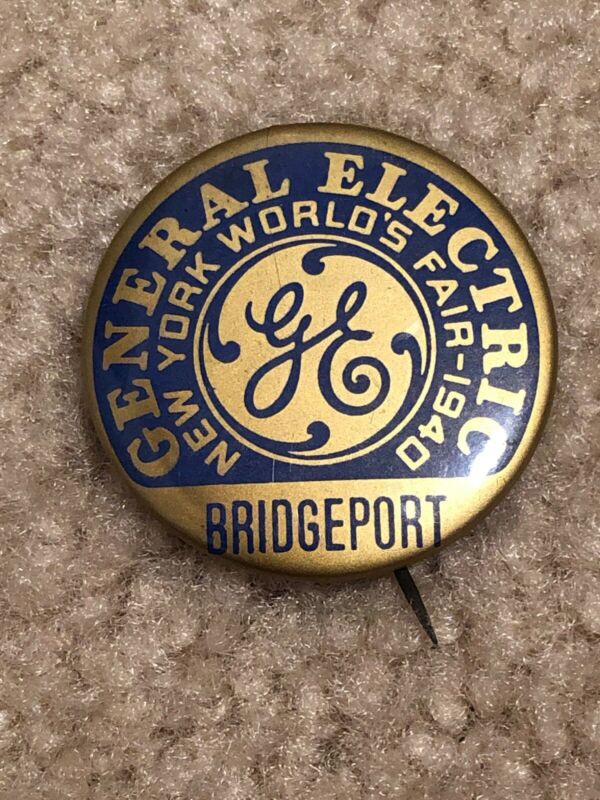 GENERAL ELECTRIC
NEW YORK WORLD'S FAIR-1940
GE
BRIDGEPORT